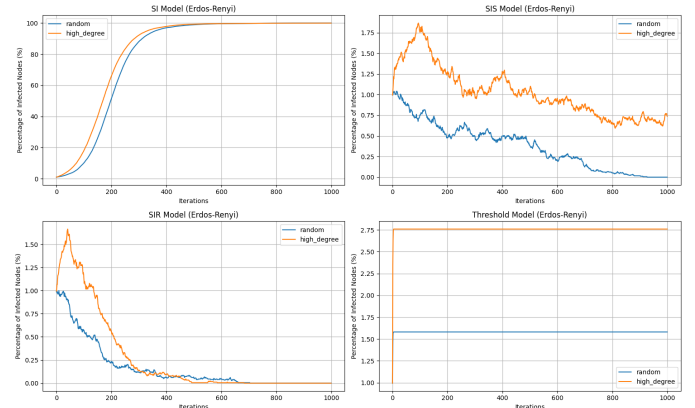 SI Model (Erdos-Renyi)
random
high_degree
Percentage of Infected Nodes (%)
100
80
60
40
20
0
0 200 400 600 800 1000
Iterations
SIS Model (Erdos-Renyi)
random
high_degree
Percentage of Infected Nodes (%)
1.75
1.50
1.25
1.00
0.75
0.50
0.25
0.00
0 200 400 600 800 1000
Iterations
SIR Model (Erdos-Renyi)
random
high_degree
Percentage of Infected Nodes (%)
1.50
1.25
1.00
0.75
0.50
0.25
0.00
0 200 400 600 800 1000
Iterations
Threshold Model (Erdos-Renyi)
Percentage of Infected Nodes (%)
2.75
2.50
2.25
2.00
1.75
1.50
1.25
1.00
random
high_degree
0 200 400 600 800 1000
Iterations